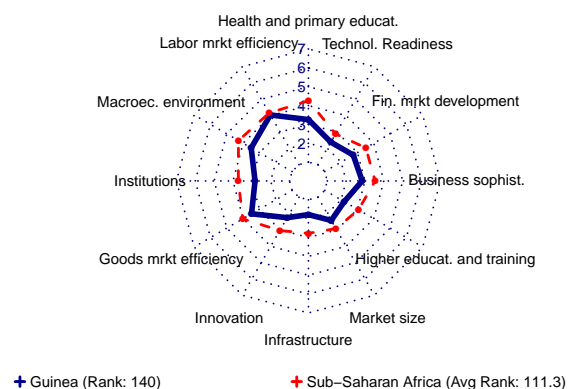 Health and primary educat.
Labor mrkt efficiency
Technol. Readiness
7
6
5
4
3
2
Macroec. environment
Fin. mrkt development
Institutions
Business sophist.
Goods mrkt efficiency
Higher educat. and training
Innovation
Market size
Infrastructure
Guinea (Rank: 140)
Sub−Saharan Africa (Avg Rank: 111.3)